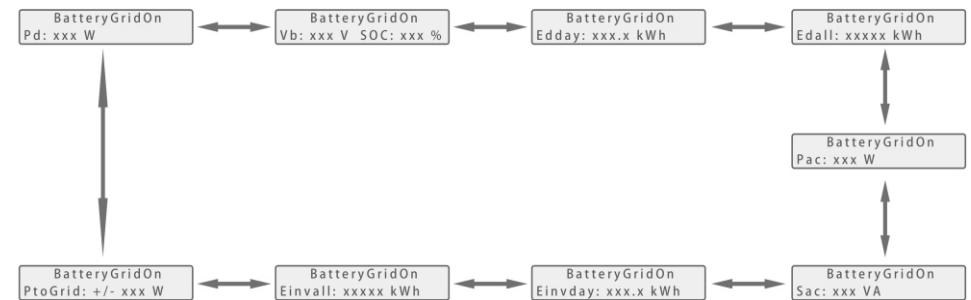 BatteryGridOn
Pd: xxx W
BatteryGridOn
Vb: xxx V SOC: xxx %
BatteryGridOn
Edday: xxx.x kWh
BatteryGridOn
Edall: xxxxx kWh
BatteryGridOn
Pac: xxx W
BatteryGridOn
PtoGrid: +/- xxx W
BatteryGridOn
Einvall: xxxxx kWh
BatteryGridOn
Einvday: xxx.x kWh
BatteryGridOn
Sac: xxx VA